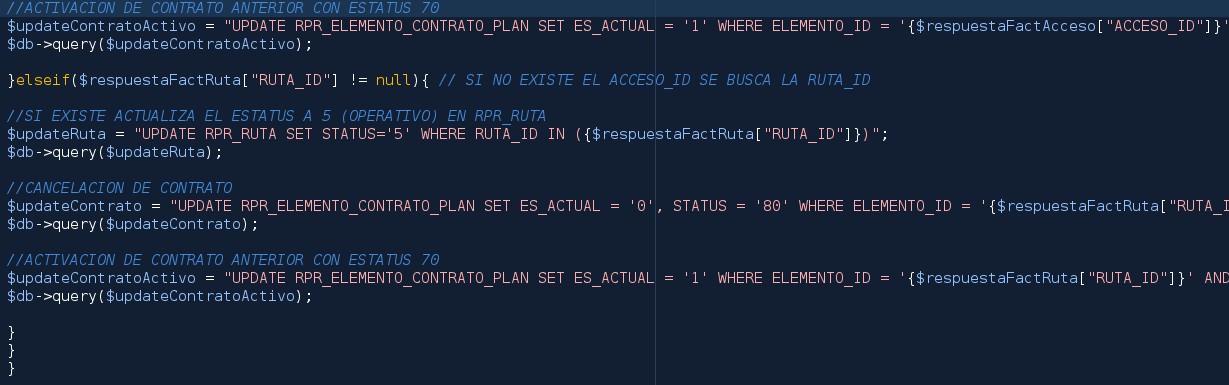 //ACTIVACION DE CONTRATO ANTERIOR CON ESTATUS 70
$updateContratoActivo = "UPDATE RPR_ELEMENTO_CONTRATO_PLAN SET ES_ACTUAL = '1' WHERE ELEMENTO_ID = '{$respuestaFactAcceso["ACCESO_ID"]}'
$db->query($updateContratoActivo);
}elseif($respuestaFactRuta["RUTA_ID"] != null){ // SI NO EXISTE EL ACCESO_ID SE BUSCA LA RUTA_ID
//SI EXISTE ACTUALIZA EL ESTATUS A 5 (OPERATIVO) EN RPR_RUTA
$updateRuta = "UPDATE RPR_RUTA SET STATUS='5' WHERE RUTA_ID IN ({$respuestaFactRuta["RUTA_ID"]})";
$db->query($updateRuta);
//CANCELACION DE CONTRATO
$updateContrato = "UPDATE RPR_ELEMENTO_CONTRATO_PLAN SET ES_ACTUAL = '0', STATUS = '80' WHERE ELEMENTO_ID = '{$respuestaFactRuta["RUTA_I
$db->query($updateContrato);
//ACTIVACION DE CONTRATO ANTERIOR CON ESTATUS 70
$updateContratoActivo = "UPDATE RPR_ELEMENTO_CONTRATO_PLAN SET ES_ACTUAL = '1' WHERE ELEMENTO_ID = '{$respuestaFactRuta["RUTA_ID"]}' AND
$db->query($updateContratoActivo);
}
}
}